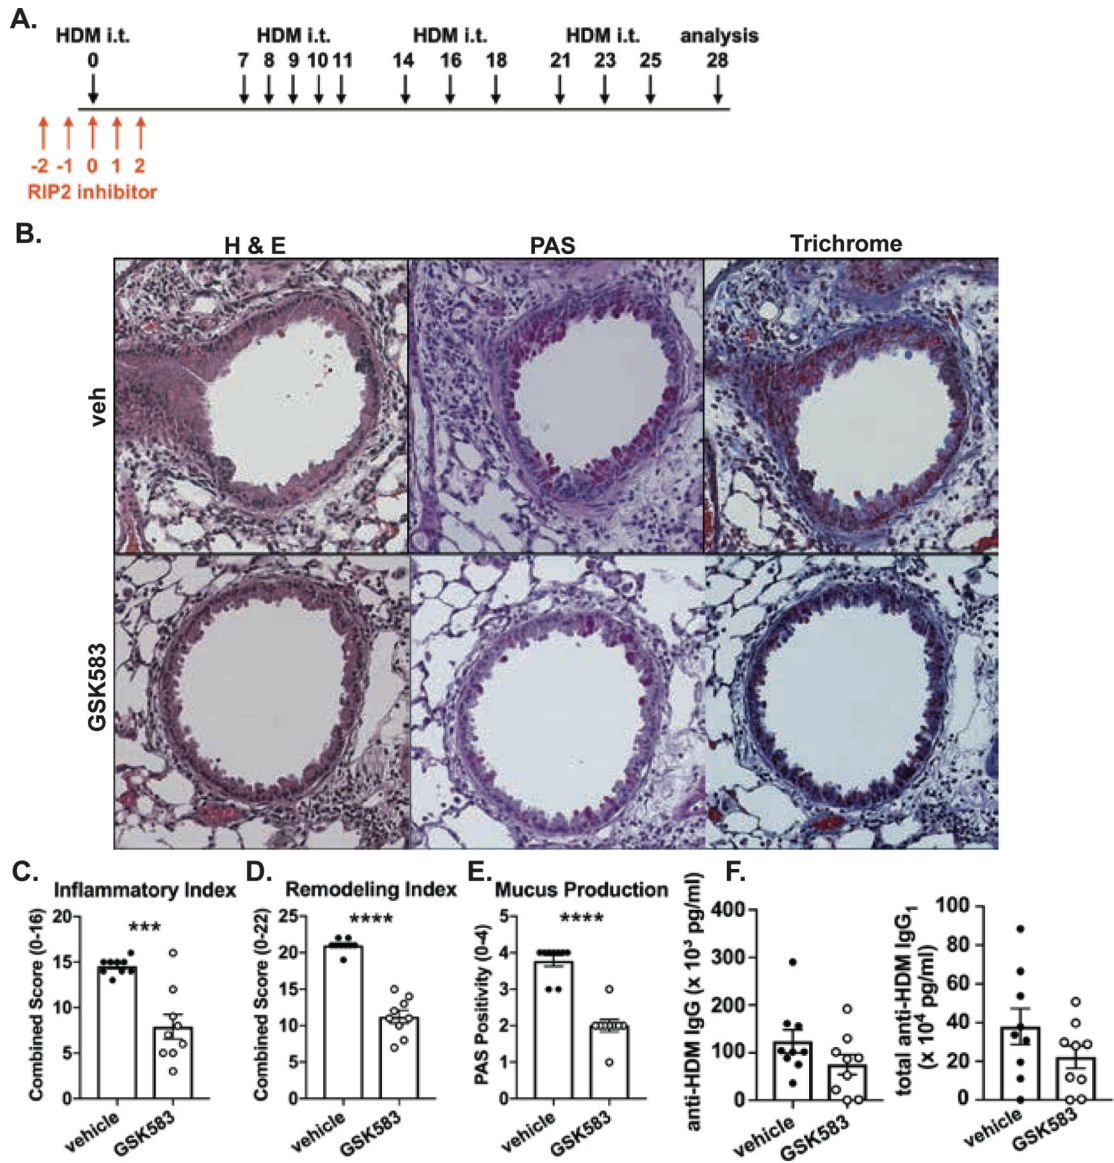 A.
HDM i.t. HDM i.t. HDM i.t. HDM i.t. analysis
0 7 8 9 10 11 14 16 18 21 23 25 28
-2 -1 0 1 2
RIP2 inhibitor
B.
H & E PAS Trichrome
veh
GSK583
C.
Inflammatory Index
Combined Score (0-16)
20
15
10
5
0
***
vehicle
GSK583
D.
Remodeling Index
Combined Score (0-22)
25
20
15
10
5
0
****
vehicle
GSK583
E.
Mucus Production
PAS Positivity (0-4)
5
4
3
2
1
0
****
vehicle
GSK583
F.
anti-HDM IgG (x 10³ pg/ml)
400
300
200
100
0
vehicle
GSK583
total anti-HDM IgG₁
(x 10⁴ pg/ml)
100
80
60
40
20
0
vehicle
GSK583